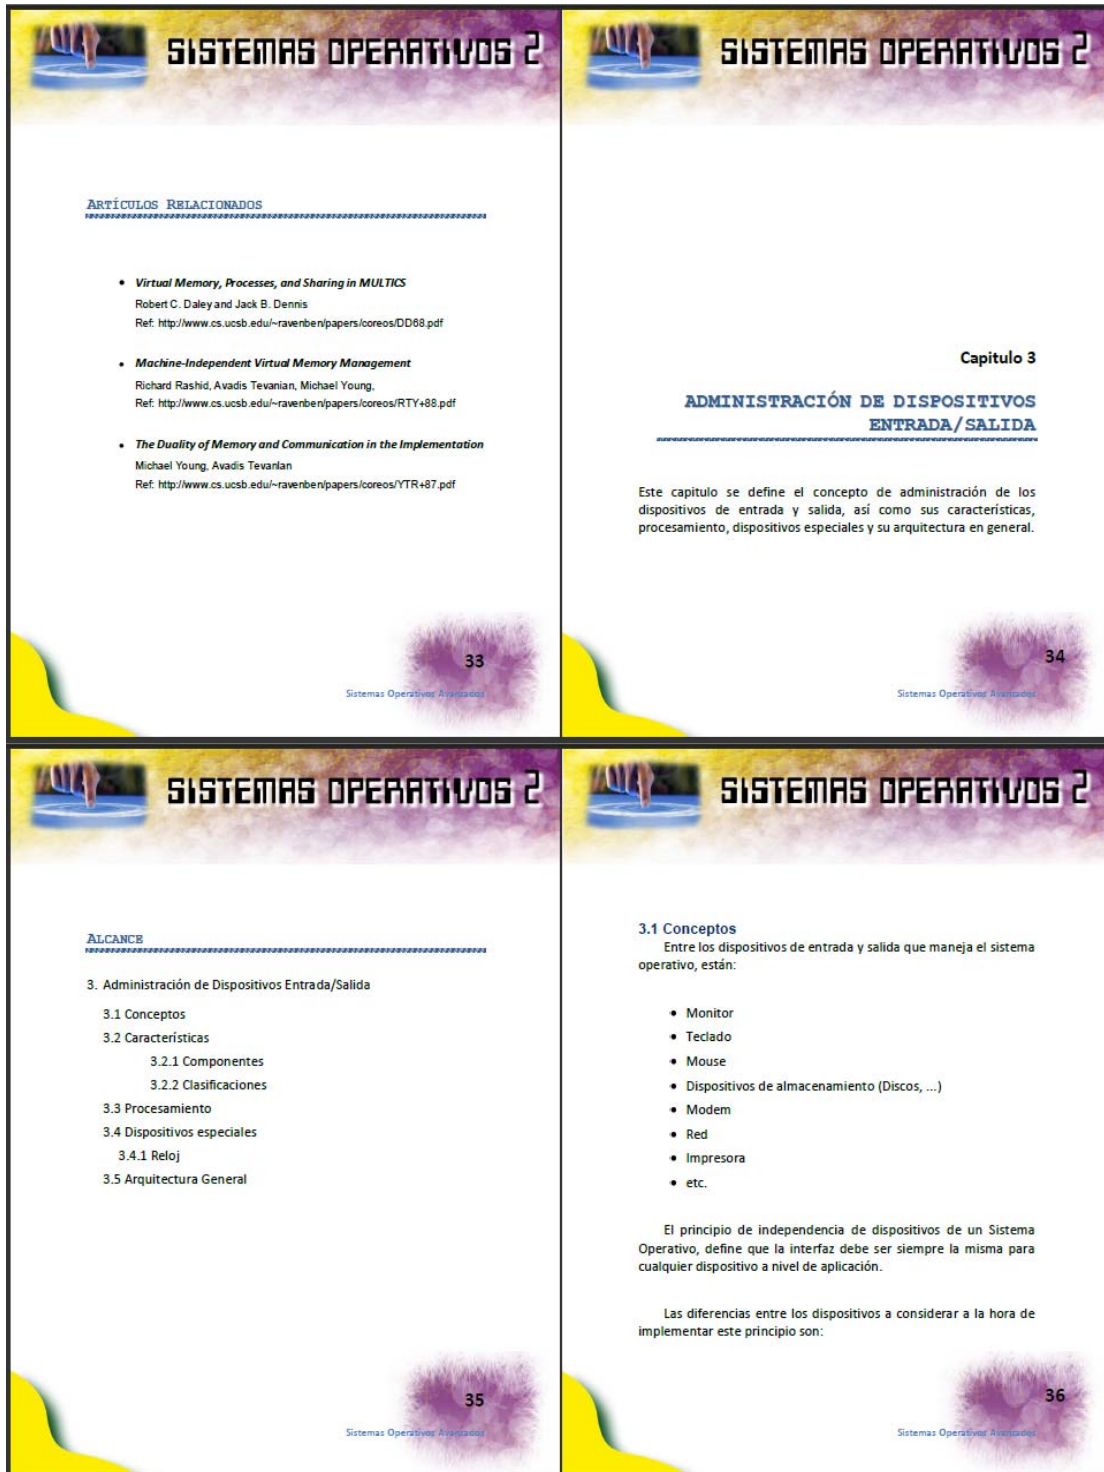 SISTEMAS OPERATIVOS 2
ARTÍCULOS RELACIONADOS
• Virtual Memory, Processes, and Sharing in MULTICS
Robert C. Daley and Jack B. Dennis
Ref: http://www.cs.ucsb.edu/~ravenben/papers/coreos/DD68.pdf
• Machine-Independent Virtual Memory Management
Richard Rashid, Avadis Tevanian, Michael Young,
Ref: http://www.cs.ucsb.edu/~ravenben/papers/coreos/RTY+88.pdf
• The Duality of Memory and Communication in the Implementation
Michael Young, Avadis Tevanian
Ref: http://www.cs.ucsb.edu/~ravenben/papers/coreos/YTR+87.pdf
33
Sistemas Operativos Avanzados
SISTEMAS OPERATIVOS 2
Capitulo 3
ADMINISTRACIÓN DE DISPOSITIVOS
ENTRADA/SALIDA
Este capitulo se define el concepto de administración de los
dispositivos de entrada y salida, así como sus características,
procesamiento, dispositivos especiales y su arquitectura en general.
34
Sistemas Operativos Avanzados
SISTEMAS OPERATIVOS 2
ALCANCE
3. Administración de Dispositivos Entrada/Salida
3.1 Conceptos
3.2 Características
3.2.1 Componentes
3.2.2 Clasificaciones
3.3 Procesamiento
3.4 Dispositivos especiales
3.4.1 Reloj
3.5 Arquitectura General
35
Sistemas Operativos Avanzados
SISTEMAS OPERATIVOS 2
3.1 Conceptos
Entre los dispositivos de entrada y salida que maneja el sistema
operativo, están:
• Monitor
• Teclado
• Mouse
• Dispositivos de almacenamiento (Discos, ...)
• Modem
• Red
• Impresora
• etc.
El principio de independencia de dispositivos de un Sistema
Operativo, define que la interfaz debe ser siempre la misma para
cualquier dispositivo a nivel de aplicación.
Las diferencias entre los dispositivos a considerar a la hora de
implementar este principio son:
36
Sistemas Operativos Avanzados